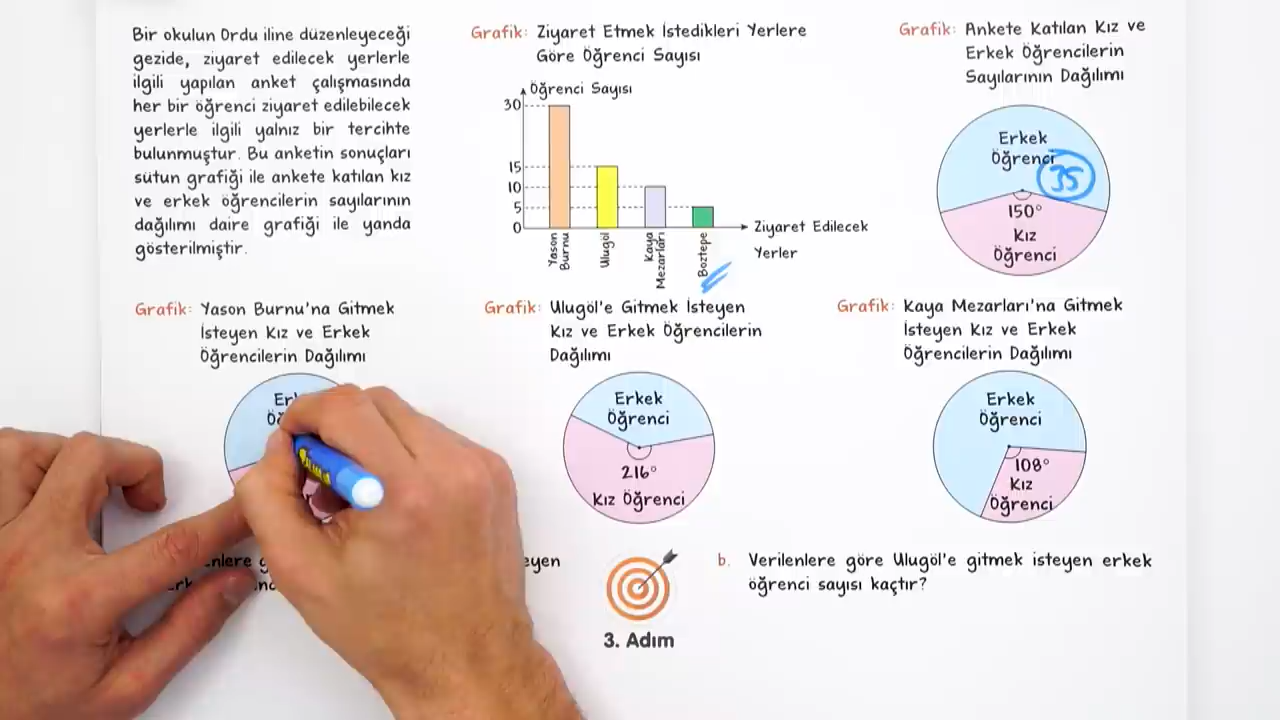 Bir okulun Ordu iline düzenleyeceği
gezide, ziyaret edilecek yerlerle
ilgili yapılan anket çalışmasında
her bir öğrenci ziyaret edilebilecek
yerlerle ilgili yalnız bir tercihte
bulunmuştur. Bu anketin sonuçları
sütun grafiği ile ankete katılan kız
ve erkek öğrencilerin sayılarının
dağılımı daire grafiği ile yanda
gösterilmiştir.
Grafik: Ziyaret Etmek İstedikleri Yerlere
Göre Öğrenci Sayısı
Öğrenci Sayısı
30
15
10
5
0
Yason
Burnu
Ulugöl
Kaya
Mezarları
Boztepe
Ziyaret Edilecek
Yerler
Grafik: Ankete Katılan Kız ve
Erkek Öğrencilerin
Sayılarının Dağılımı
Erkek
Öğrenci
35
150°
Kız
Öğrenci
Grafik: Yason Burnu'na Gitmek
İsteyen Kız ve Erkek
Öğrencilerin Dağılımı
Grafik: Ulugöl'e Gitmek İsteyen
Kız ve Erkek Öğrencilerin
Dağılımı
Erkek
Öğrenci
216°
Kız Öğrenci
Grafik: Kaya Mezarları'na Gitmek
İsteyen Kız ve Erkek
Öğrencilerin Dağılımı
Erkek
Öğrenci
108°
Kız
Öğrenci
3. Adım
b. Verilenlere göre Ulugöl'e gitmek isteyen erkek
öğrenci sayısı kaçtır?